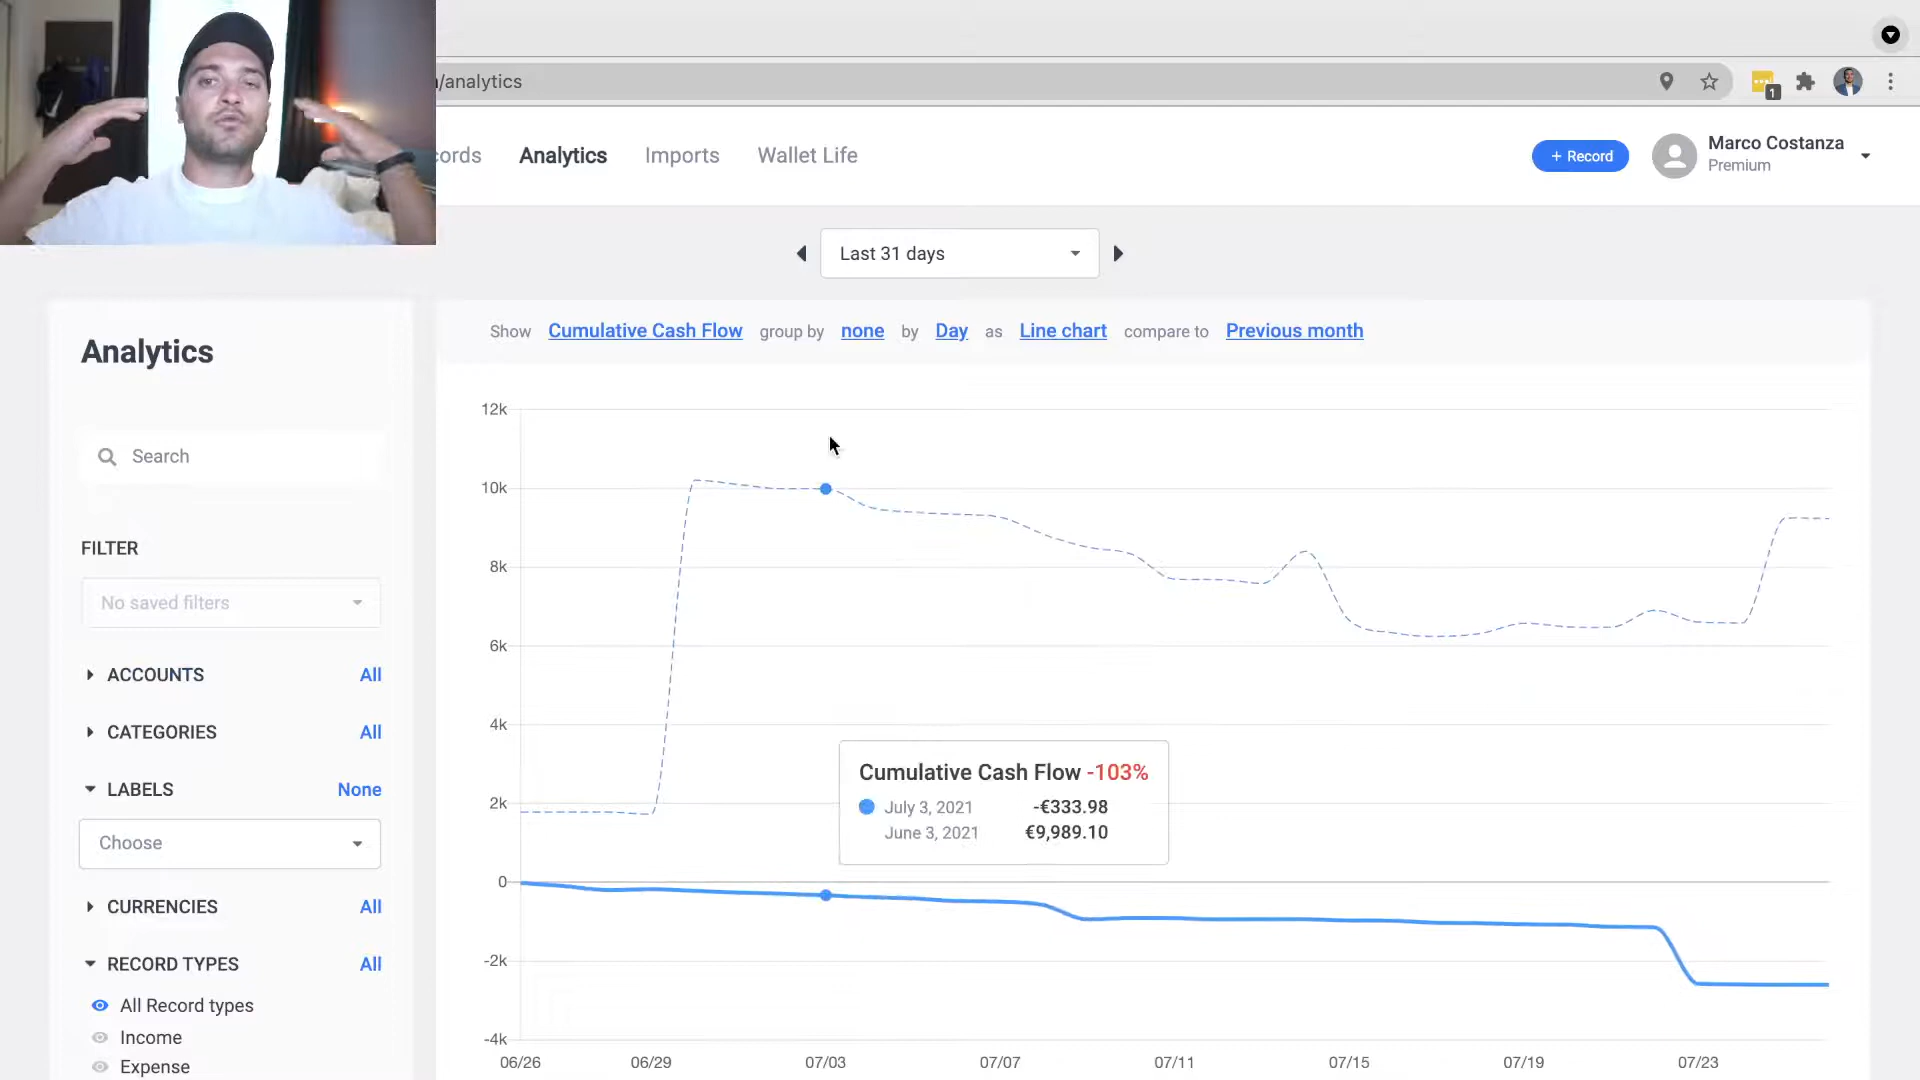 /analytics
1
Analytics
Imports
Wallet Life
+ Record
Marco Costanza
Premium
Last 31 days
Analytics
Search
FILTER
No saved filters
ACCOUNTS All
CATEGORIES All
LABELS None
Choose
CURRENCIES All
RECORD TYPES All
All Record types
Income
Expense
Show Cumulative Cash Flow group by none by Day as Line chart compare to Previous month
12k
10k
8k
6k
4k
2k
0
-2k
-4k
Cumulative Cash Flow -103%
July 3, 2021 -€333.98
June 3, 2021 €9,989.10
06/26 06/29 07/03 07/07 07/11 07/15 07/19 07/23